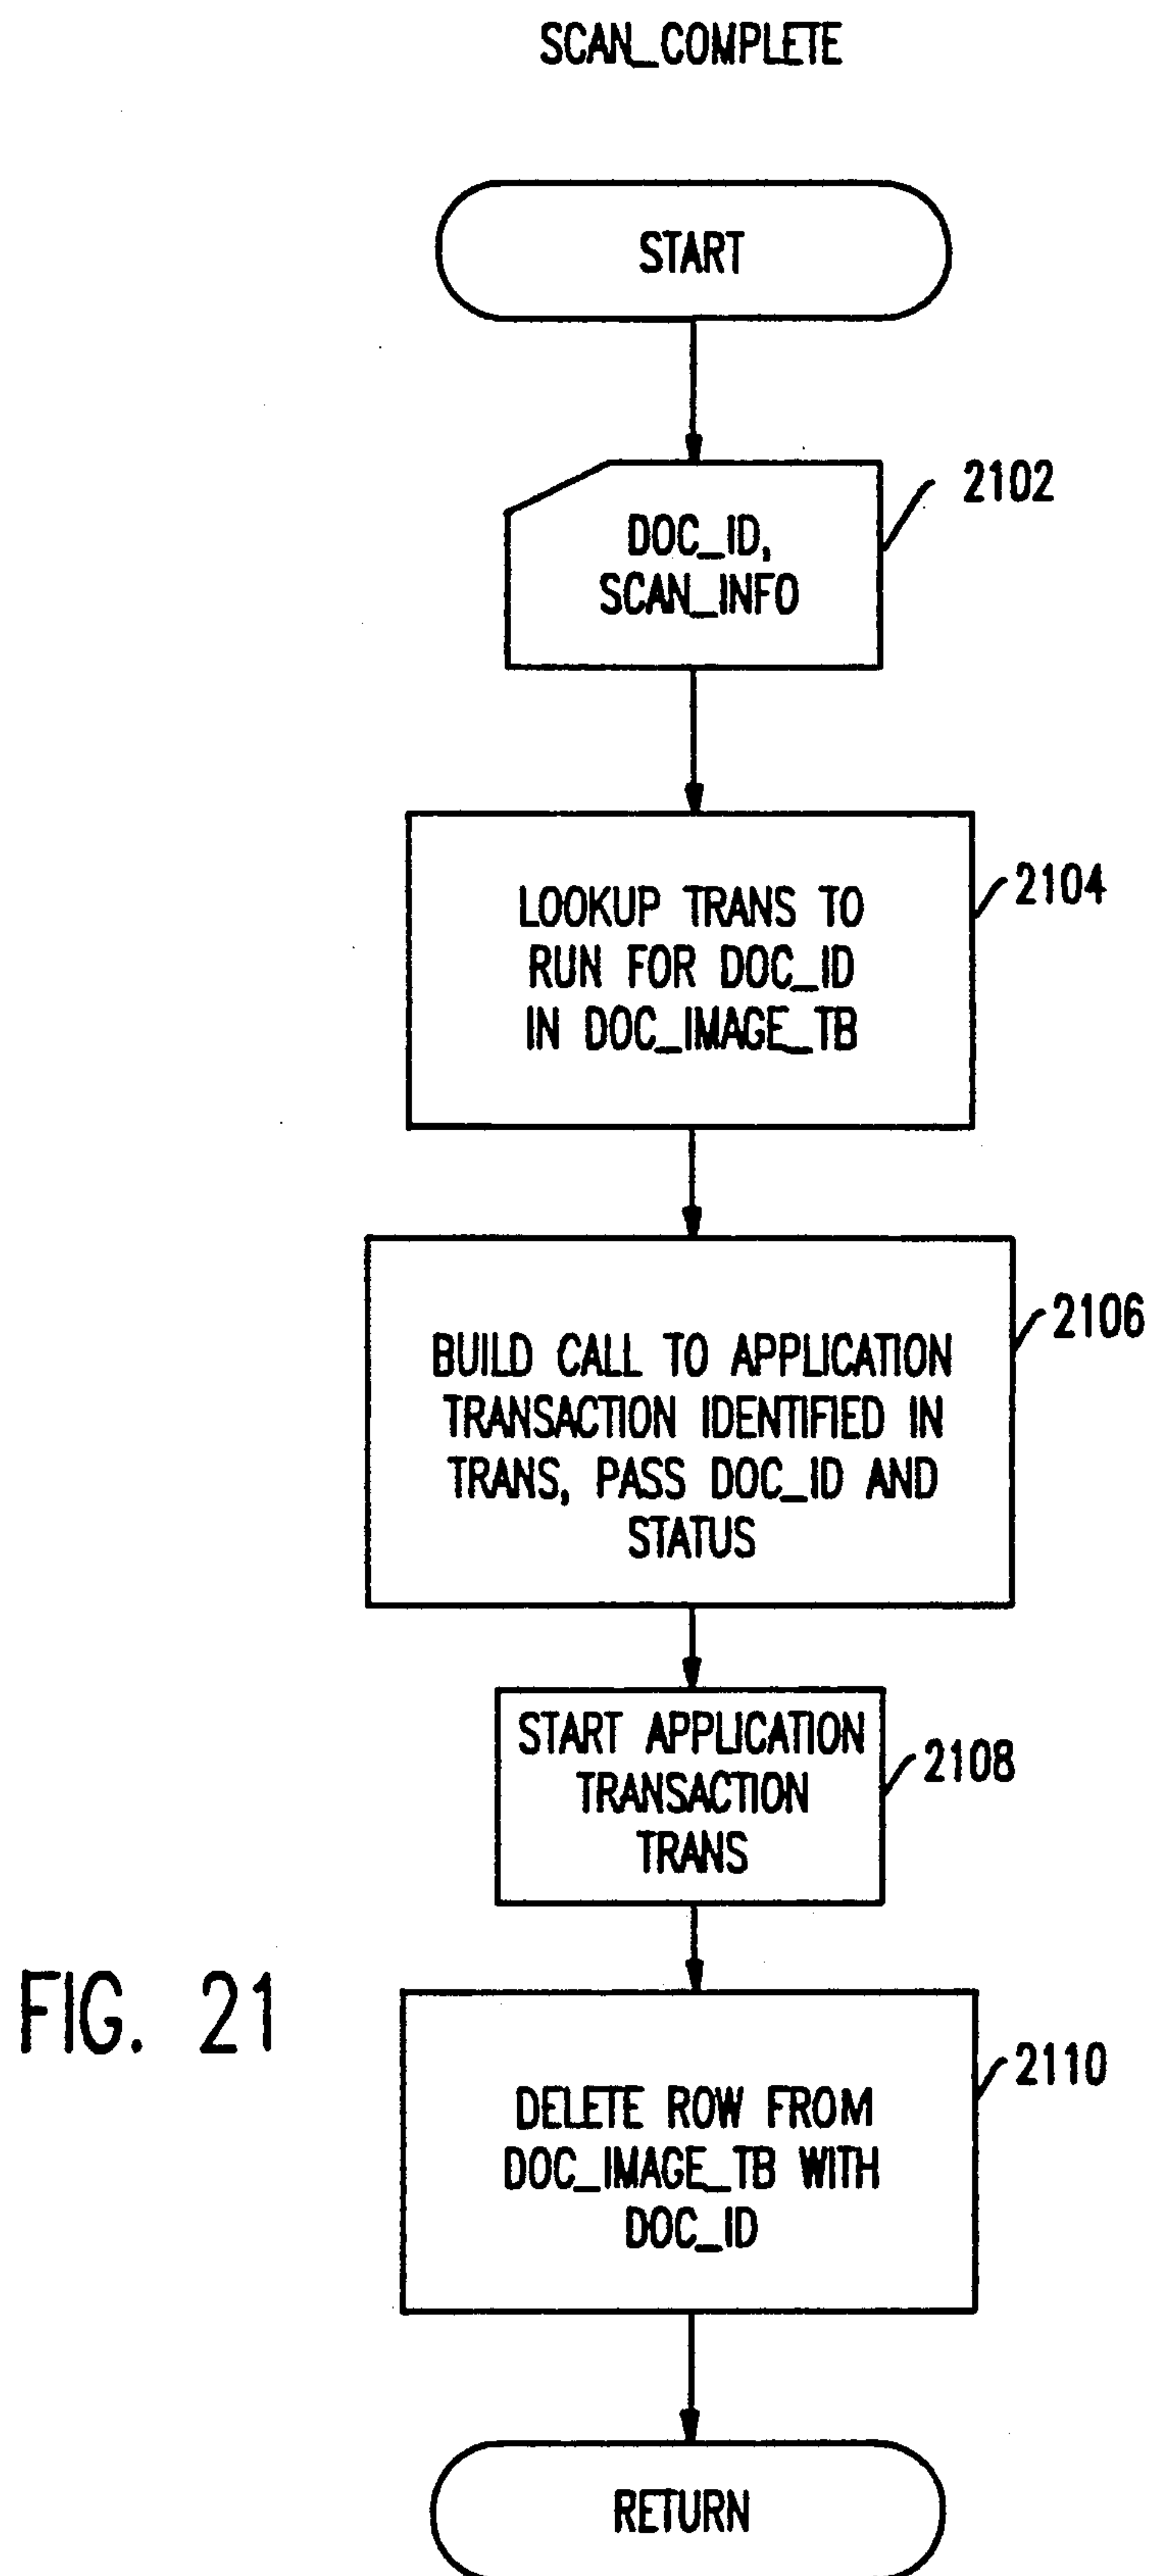 SCAN_COMPLETE
START
2102
DOC_ID,
SCAN_INFO
2104
LOOKUP TRANS TO
RUN FOR DOC_ID
IN DOC_IMAGE_TB
2106
BUILD CALL TO APPLICATION
TRANSACTION IDENTIFIED IN
TRANS, PASS DOC_ID AND
STATUS
START APPLICATION
TRANSACTION
TRANS
2108
FIG. 21
2110
DELETE ROW FROM
DOC_IMAGE_TB WITH
DOC_ID
RETURN